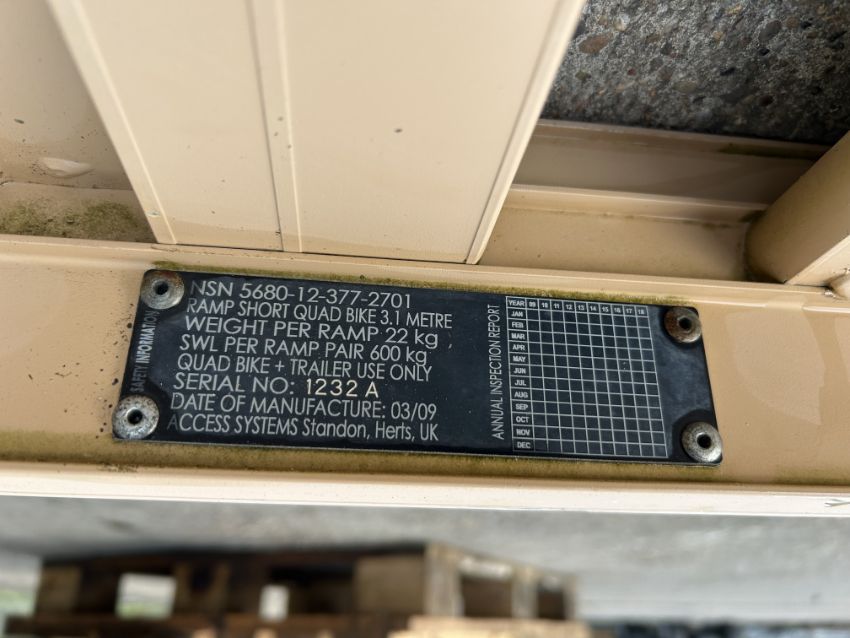 SAFETY INFORMATION
NSN 5680-12-377-2701
RAMP SHORT QUAD BIKE 3.1 METRE
WEIGHT PER RAMP 22 kg
SWL PER RAMP PAIR 600 kg
QUAD BIKE + TRAILER USE ONLY
SERIAL NO: 1232 A
DATE OF MANUFACTURE: 03/09
ACCESS SYSTEMS Standon, Herts, UK
ANNUAL INSPECTION REPORT
YEAR 09 10 11 12 13 14 15 16 17 18
JAN
FEB
MAR
APR
MAY
JUN
JUL
AUG
SEP
OCT
NOV
DEC